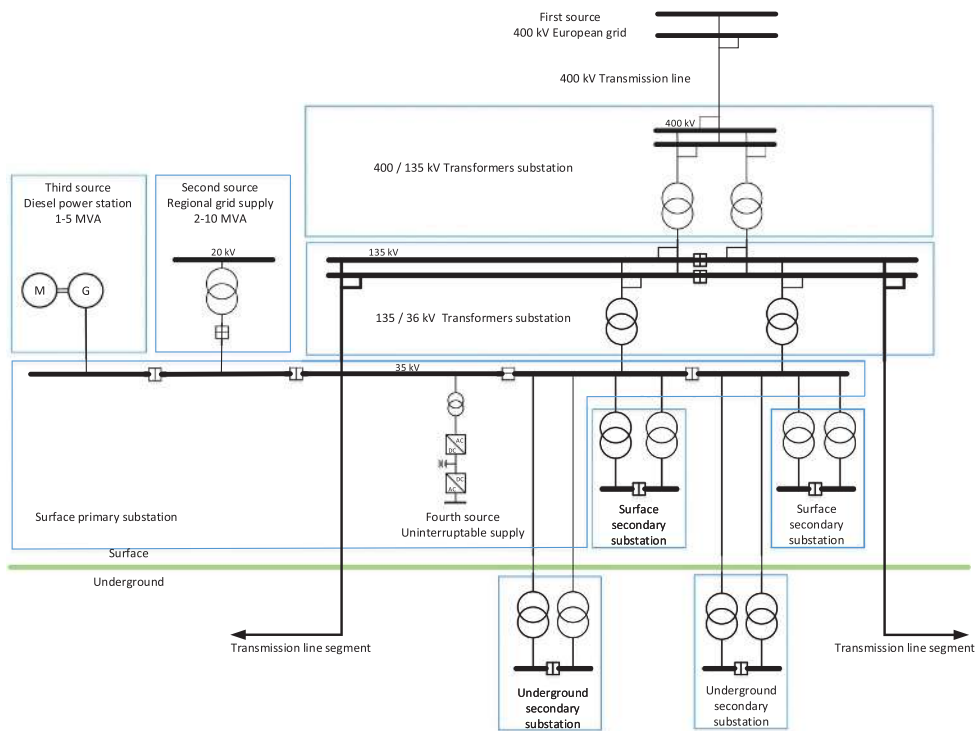 First source
400 kV European grid
400 kV Transmission line
400 kV
400 / 135 kV Transformers substation
Third source
Diesel power station
1-5 MVA
Second source
Regional grid supply
2-10 MVA
20 kV
135 kV
M
G
135 / 36 kV Transformers substation
35 kV
AC
DC
DC
AC
Surface primary substation
Fourth source
Uninterruptable supply
Surface
secondary
substation
Surface
secondary
substation
Surface
Underground
Transmission line segment
Transmission line segment
Underground
secondary
substation
Underground
secondary
substation